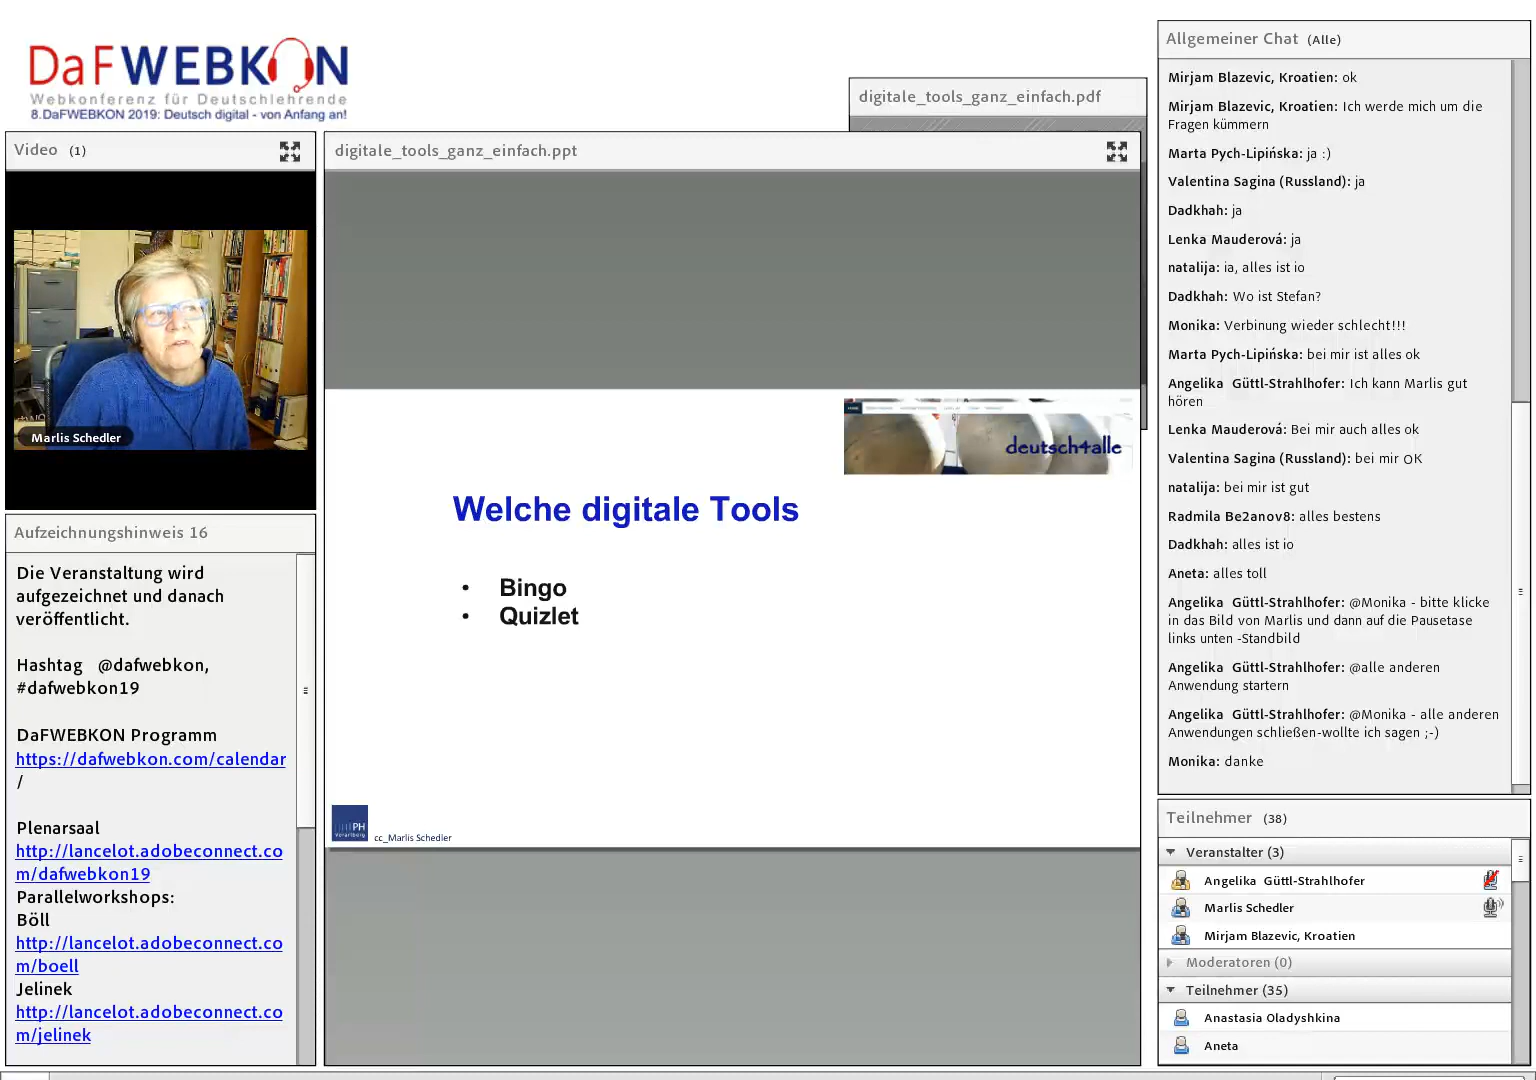 DaFWEBKON
Webkonferenz für Deutschlehrende
8.DaFWEBKON 2019: Deutsch digital - von Anfang an!
Video (1)
Marlis Schedler
Aufzeichnungshinweis 16
Die Veranstaltung wird
aufgezeichnet und danach
veröffentlicht.
Hashtag @dafwebkon,
#dafwebkon19
DaFWEBKON Programm
https://dafwebkon.com/calendar
/
Plenarsaal
http://lancelot.adobeconnect.co
m/dafwebkon19
Parallelworkshops:
Böll
http://lancelot.adobeconnect.co
m/boell
Jelinek
http://lancelot.adobeconnect.co
m/jelinek
digitale_tools_ganz_einfach.pdf
digitale_tools_ganz_einfach.ppt
deutsch4alle
Welche digitale Tools
• Bingo
• Quizlet
PH
Vorarlberg
cc_Marlis Schedler
Allgemeiner Chat (Alle)
Mirjam Blazevic, Kroatien: ok
Mirjam Blazevic, Kroatien: Ich werde mich um die
Fragen kümmern
Marta Pych-Lipińska: ja :)
Valentina Sagina (Russland): ja
Dadkhah: ja
Lenka Mauderová: ja
natalija: ia, alles ist io
Dadkhah: Wo ist Stefan?
Monika: Verbinung wieder schlecht!!!
Marta Pych-Lipińska: bei mir ist alles ok
Angelika Güttl-Strahlhofer: Ich kann Marlis gut
hören
Lenka Mauderová: Bei mir auch alles ok
Valentina Sagina (Russland): bei mir OK
natalija: bei mir ist gut
Radmila Be2anov8: alles bestens
Dadkhah: alles ist io
Aneta: alles toll
Angelika Güttl-Strahlhofer: @Monika - bitte klicke
in das Bild von Marlis und dann auf die Pausetase
links unten -Standbild
Angelika Güttl-Strahlhofer: @alle anderen
Anwendung startern
Angelika Güttl-Strahlhofer: @Monika - alle anderen
Anwendungen schließen-wollte ich sagen ;-)
Monika: danke
Teilnehmer (38)
Veranstalter (3)
Angelika Güttl-Strahlhofer
Marlis Schedler
Mirjam Blazevic, Kroatien
Moderatoren (0)
Teilnehmer (35)
Anastasia Oladyshkina
Aneta